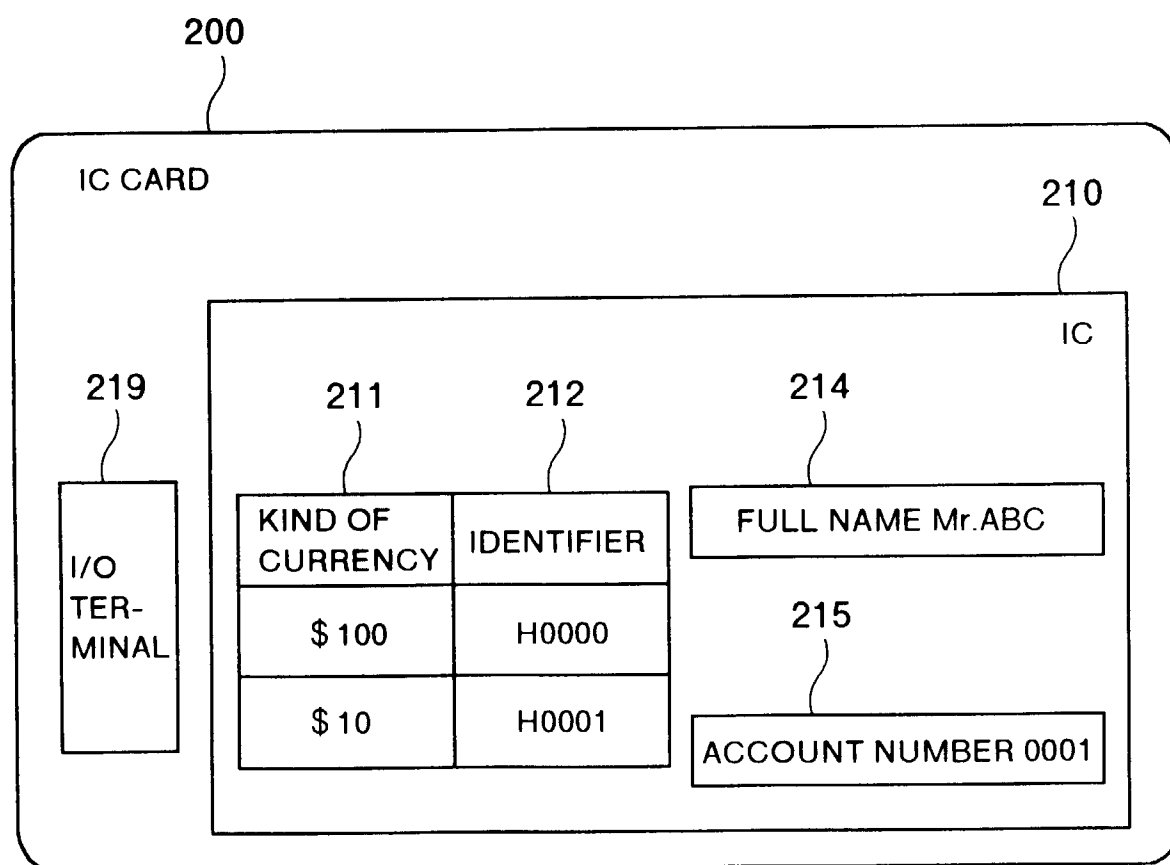 200
IC CARD
210
IC
219
211
212
214
KIND OF
CURRENCY
IDENTIFIER
FULL NAME Mr.ABC
I/O
TER-
MINAL
$ 100
H0000
215
$ 10
H0001
ACCOUNT NUMBER 0001